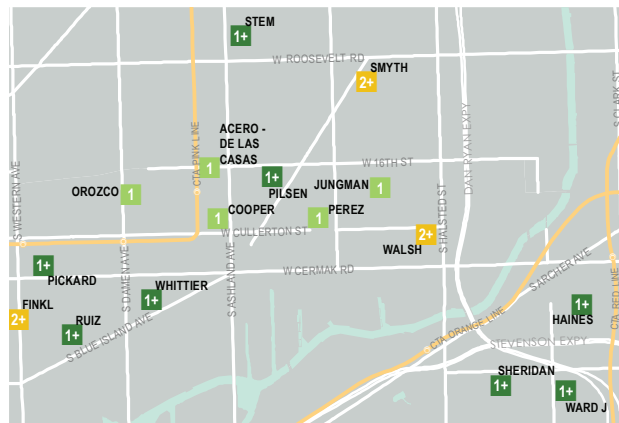 STEM
1+
W ROOSEVELT RD
SMYTH
2+
S CLARK ST
ACERO -
DE LAS
CASAS
1
CTA PINK LINE
W 16TH ST
DAN RYAN EXPY
1+
PILSEN
JUNGMAN
1
OROZCO
1
S WESTERN AVE
COOPER
1
PEREZ
1
W CULLERTON ST
WALSH
2+
S HALSTED ST
1+
PICKARD
S DAMEN AVE
WHITTIER
1+
S ASHLAND AVE
W CERMAK RD
S ARCHER AVE
CTA RED LINE
FINKL
2+
RUIZ
1+
S BLUE ISLAND AVE
CTA ORANGE LINE
HAINES
1+
STEVENSON EXPY
SHERIDAN
1+
1+
WARD J